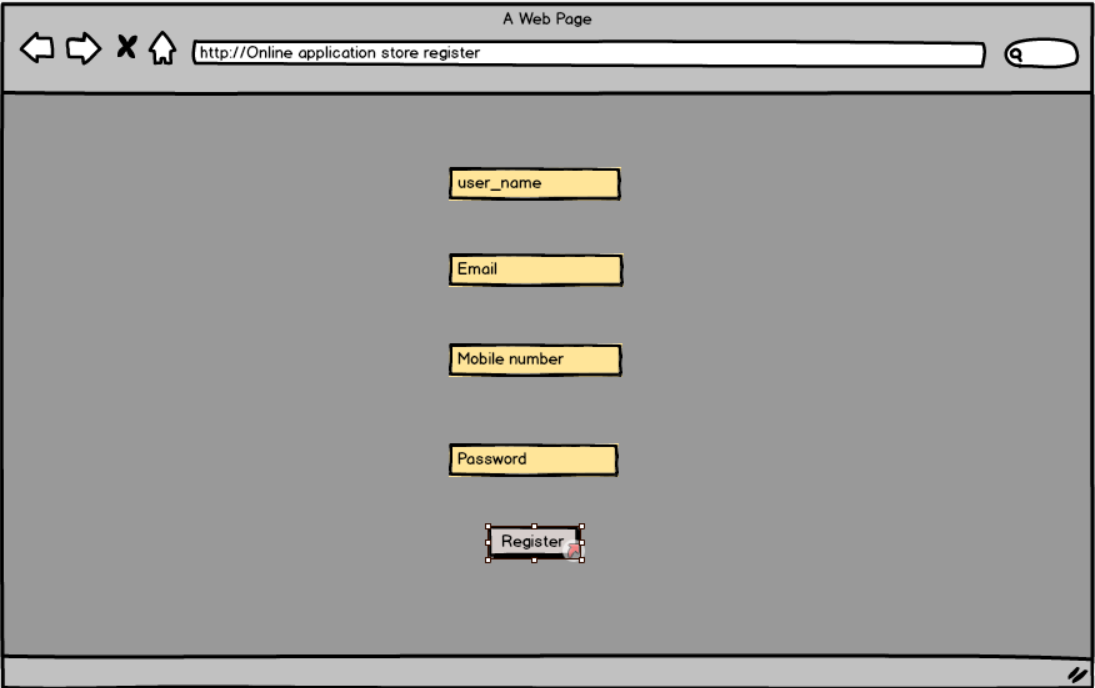 A Web Page
http://Online application store register
user_name
Email
Mobile number
Password
Register